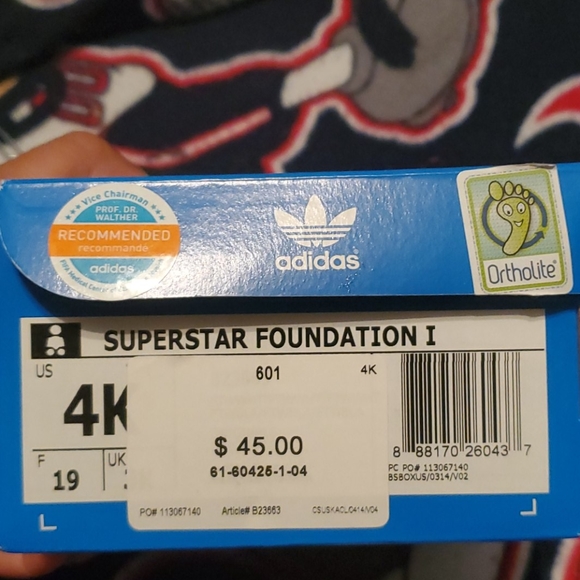 Vice Chairman
PROF. DR.
WALTHER
RECOMMENDED
recommande
adidas
adidas
Ortholite®
SUPERSTAR FOUNDATION I
US
4K
F
19
UK
601
4K
$ 45.00
61-60425-1-04
PO# 113067140
Article# B23663
8 88170 26043 7
PC PO# 113067140
BSBOXUS/0314/V02